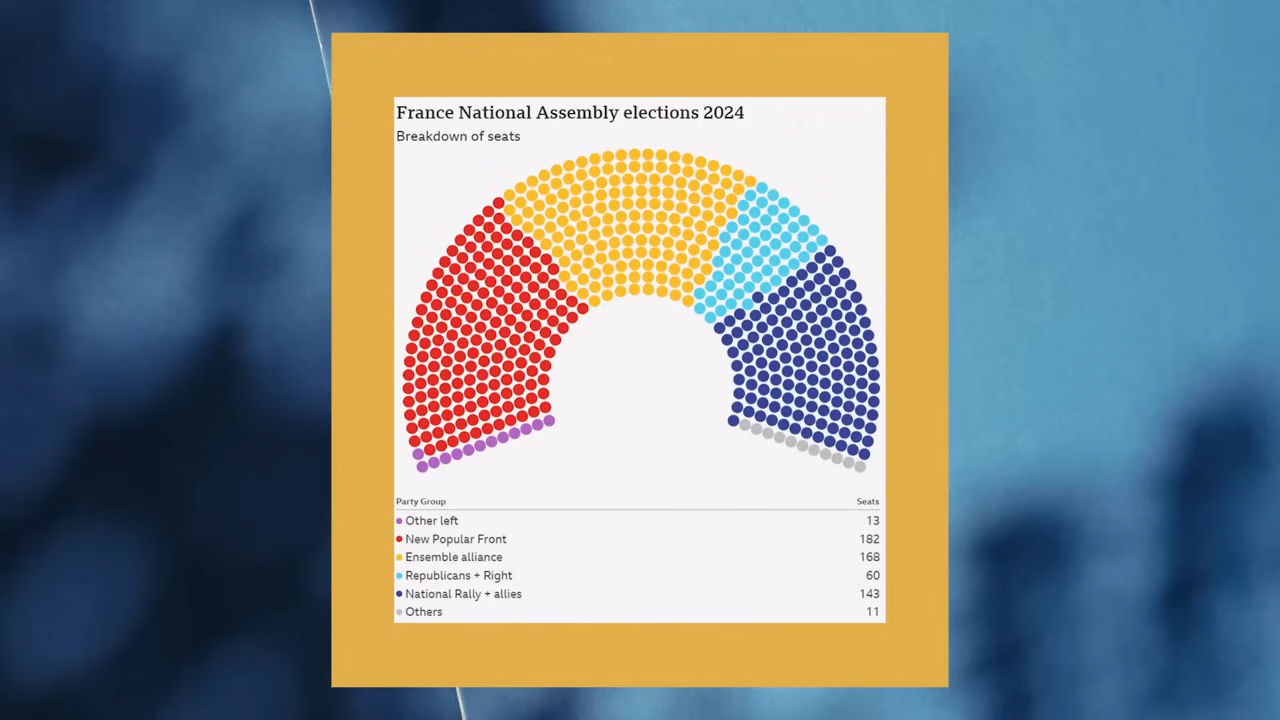 France National Assembly elections 2024
Breakdown of seats
Party Group Seats
Other left 13
New Popular Front 182
Ensemble alliance 168
Republicans + Right 60
National Rally + allies 143
Others 11